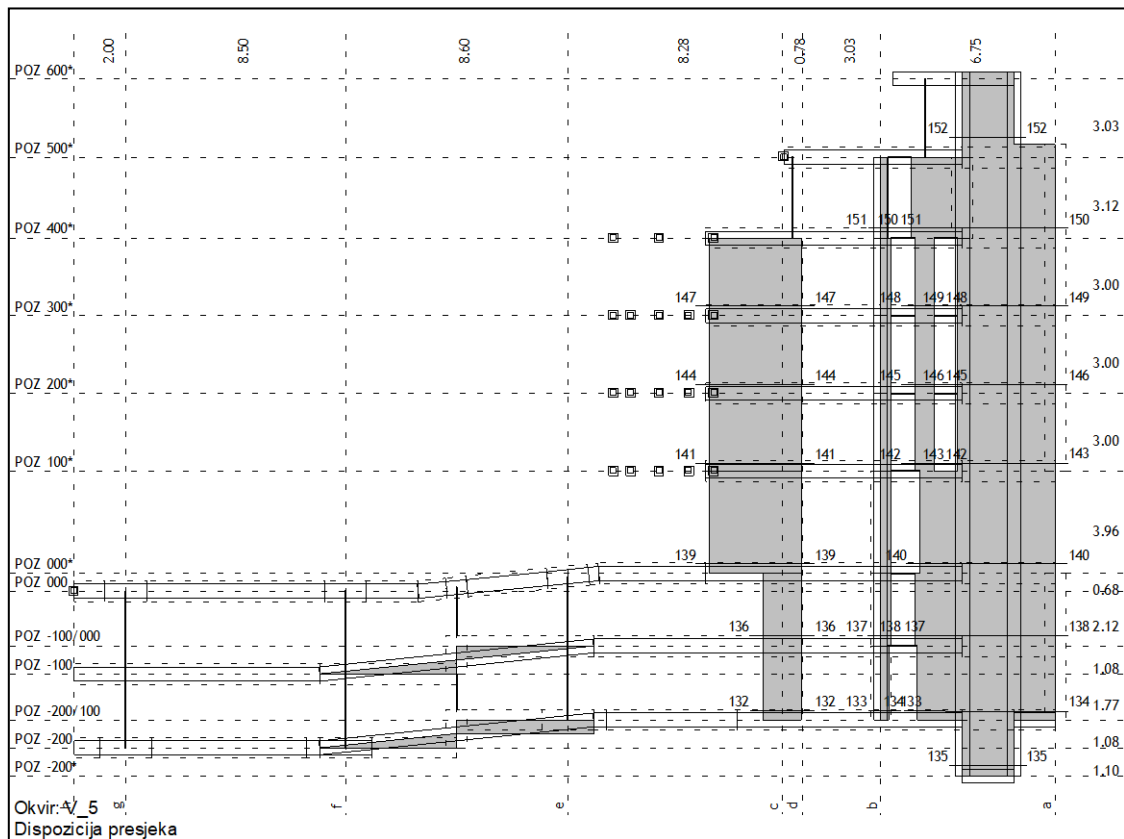 2.00 8.50 8.60 8.28 0.78 3.03 6.75
POZ 600*
152 152 3.03
POZ 500*
3.12
POZ 400* 151 150 151 150
3.00
POZ 300* 147 147 148 149 148 149
3.00
POZ 200* 144 144 145 146 145 146
3.00
POZ 100* 141 141 142 143 142 143
3.96
POZ 000* 139 139 140 140
POZ 000 0.68
POZ -100/000 136 136 137 138 137 138 2.12
POZ -100 1.08
POZ -200/100 132 132 133 134 133 134 1.77
POZ -200 135 135 1.08
POZ -200* 1.10
g f e c d b a
Okvir: V_5
Dispozicija presjeka